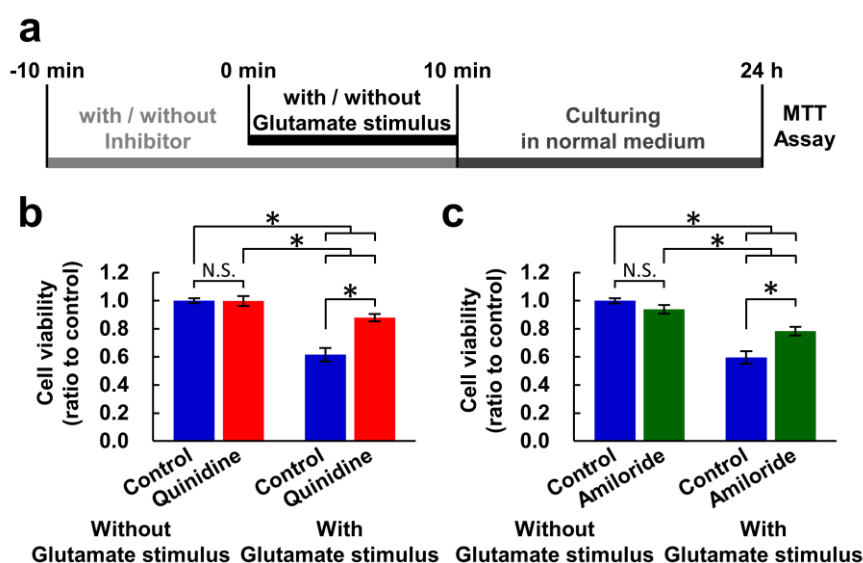 a
-10 min 0 min 10 min 24 h
with / without
Inhibitor
with / without
Glutamate stimulus
Culturing
in normal medium
MTT
Assay
b
*
*
N.S.
*
Cell viability
(ratio to control)
1.2
1.0
0.8
0.6
0.4
0.2
0.0
Control
Quinidine
Control
Quinidine
Without
Glutamate stimulus
With
Glutamate stimulus
c
*
*
N.S.
*
Cell viability
(ratio to control)
1.2
1.0
0.8
0.6
0.4
0.2
0.0
Control
Amiloride
Control
Amiloride
Without
Glutamate stimulus
With
Glutamate stimulus